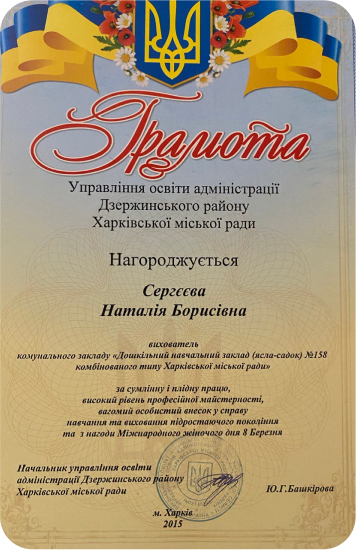 Грамота
Управління освіти адміністрації
Дзержинського району
Харківської міської ради
Нагороджується
Сергєєва
Наталія Борисівна
вихователь
комунального закладу «Дошкільний навчальний заклад (ясла-садок) №158
комбінованого типу Харківської міської ради»
за сумлінну і плідну працю,
високий рівень професійної майстерності,
вагомий особистий внесок у справу
навчання та виховання підростаючого покоління
та з нагоди Міжнародного жіночого дня 8 Березня
Начальник управління освіти
адміністрації Дзержинського району
Харківської міської ради
Ю.Г.Башкірова
м. Харків
2015